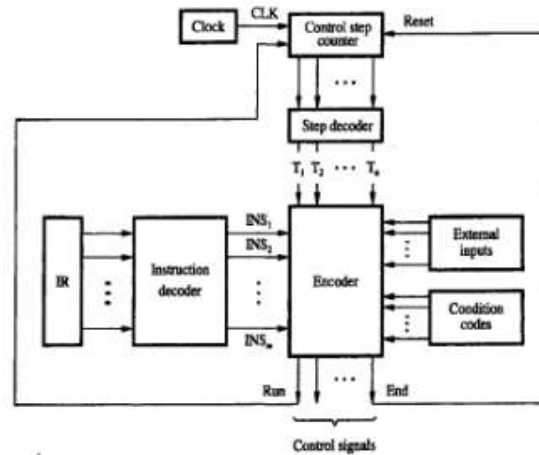 CLK
Clock
Control step
counter
Reset
Step decoder
T₁ T₂ ... Tₙ
IR
Instruction
decoder
INS₁
INS₂
INSₘ
Encoder
External
inputs
Condition
codes
Run
End
Control signals